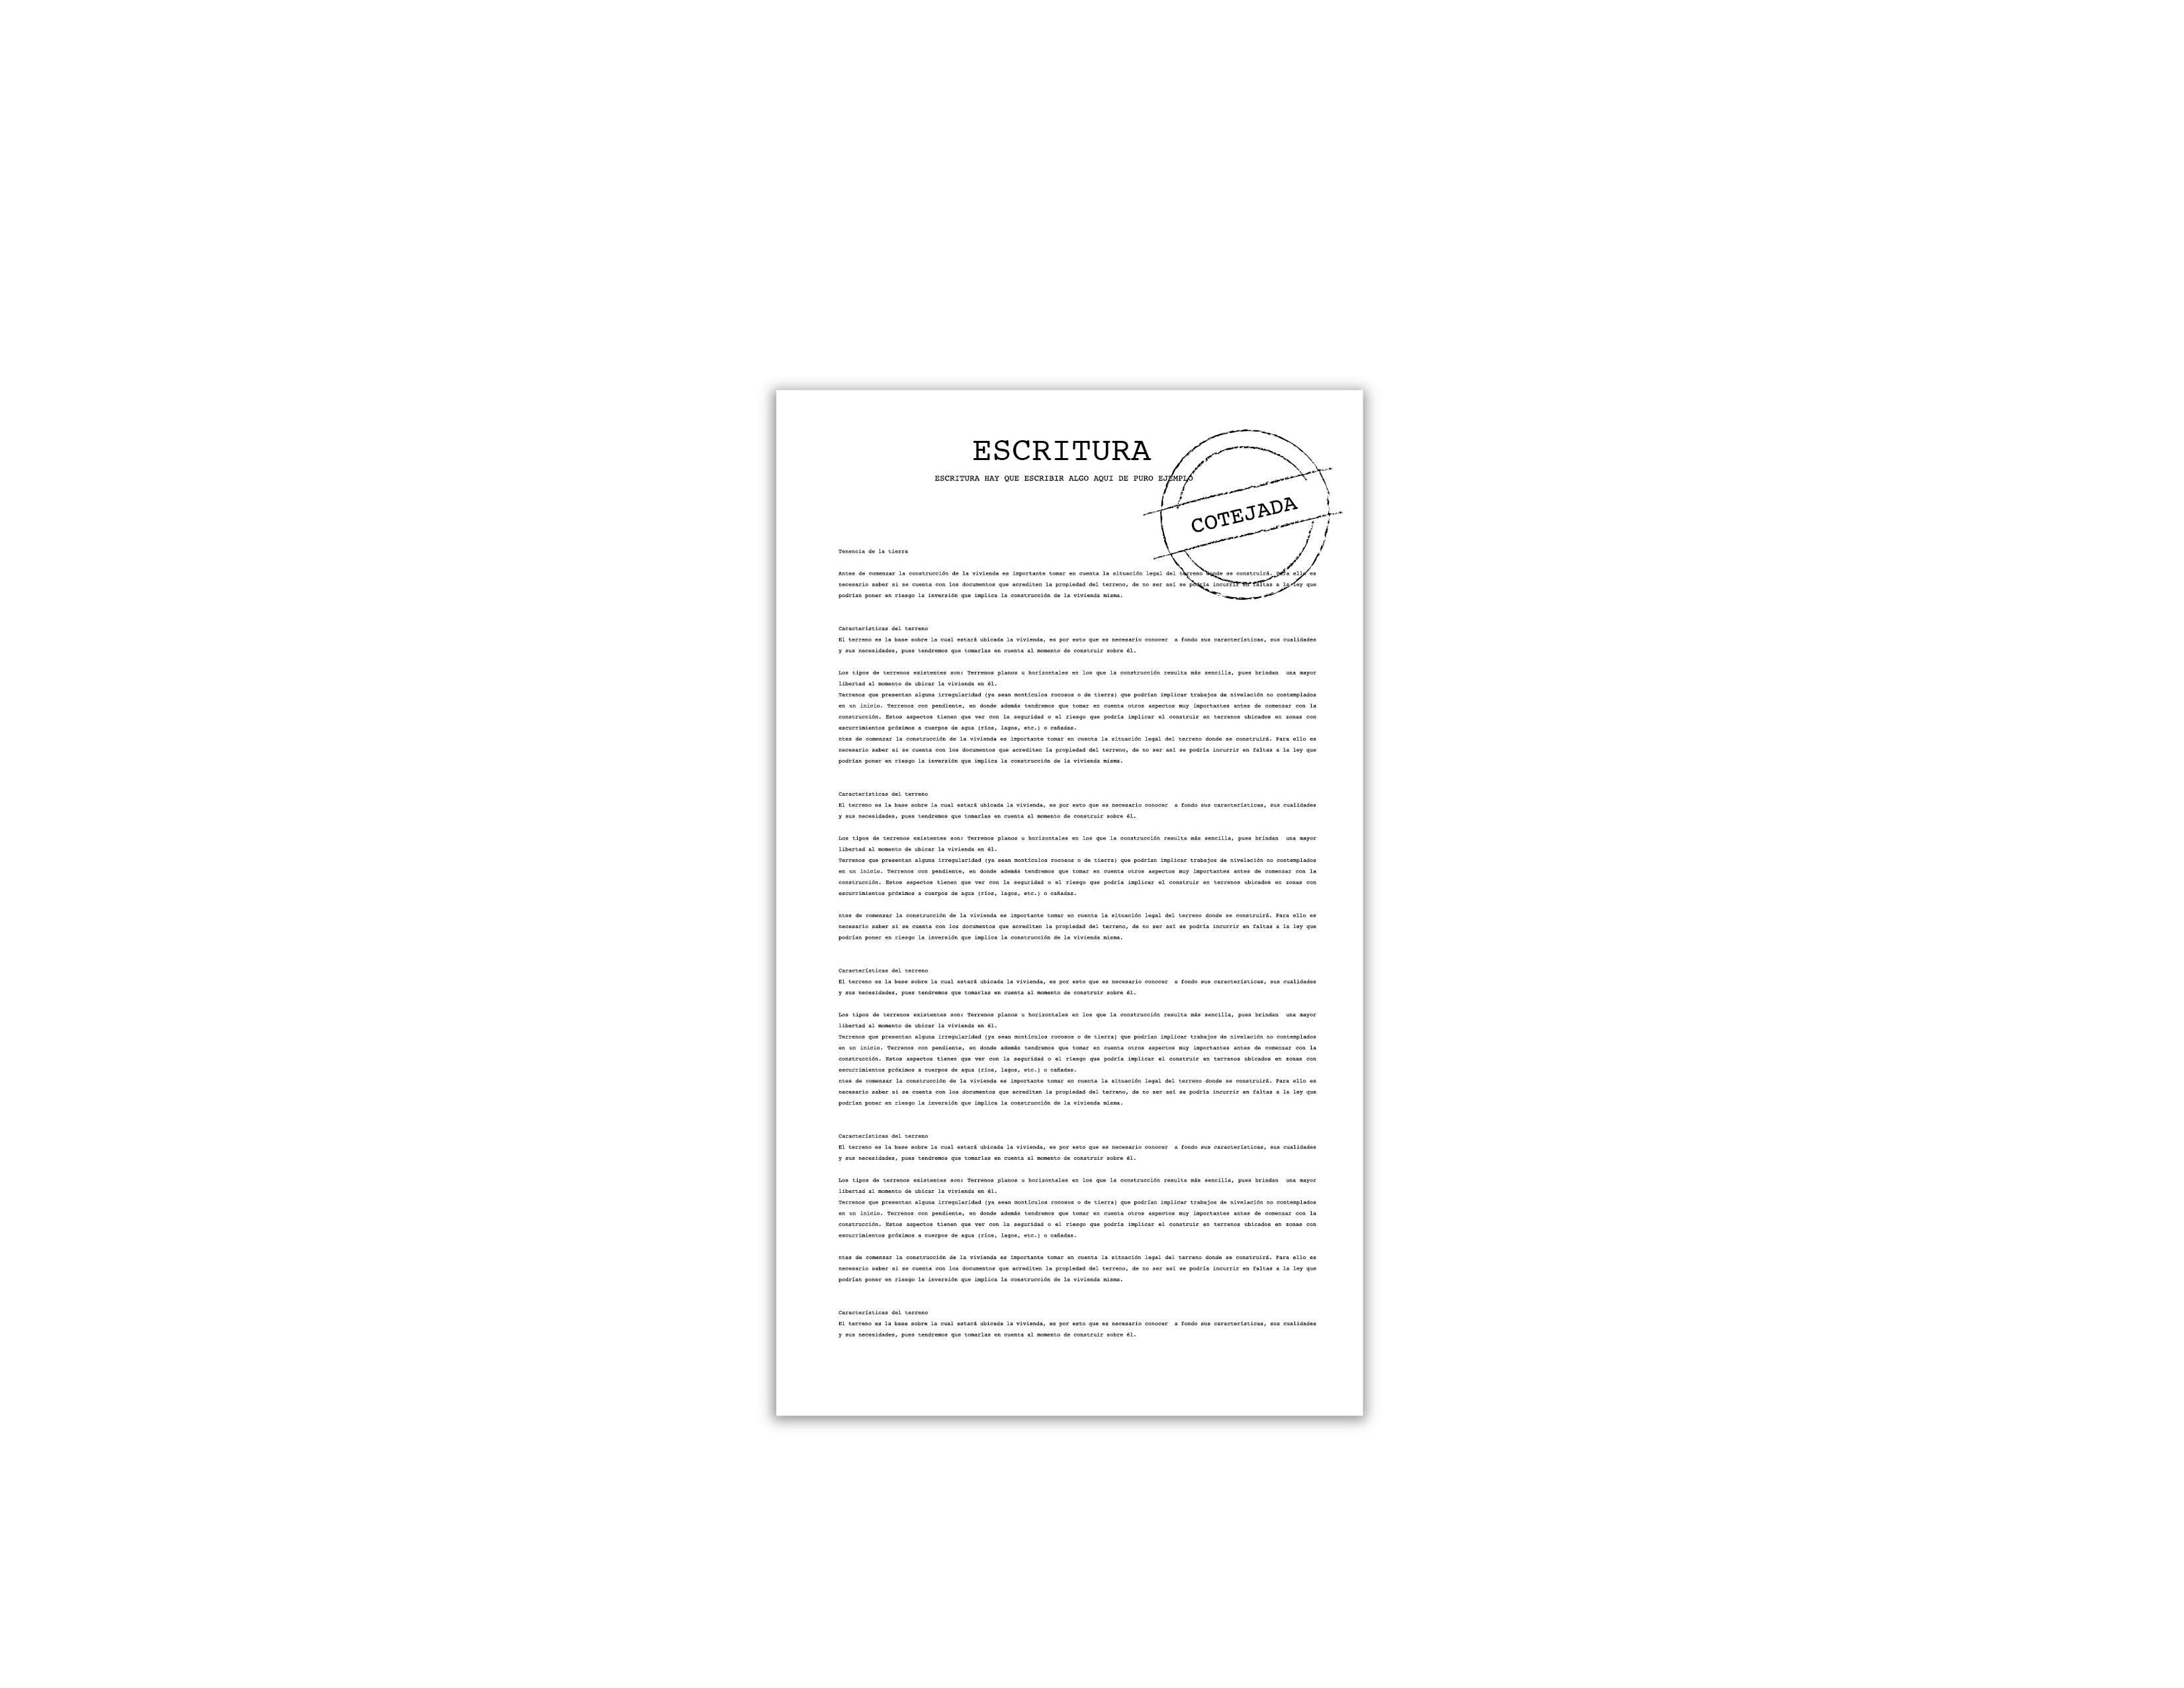 ESCRITURA
ESCRITURA HAY QUE ESCRIBIR ALGO AQUI DE PURO EJEMPLO
COTEJADA
Tenencia de la tierra
Antes de comenzar la construcción de la vivienda es importante tomar en cuenta la situación legal del terreno donde se construirá. Para ello es
necesario saber si se cuenta con los documentos que acrediten la propiedad del terreno, de no ser así se podría incurrir en faltas a la ley que
podrían poner en riesgo la inversión que implica la construcción de la vivienda misma.
Características del terreno
El terreno es la base sobre la cual estará ubicada la vivienda, es por esto que es necesario conocer a fondo sus características, sus cualidades
y sus necesidades, pues tendremos que tomarlas en cuenta al momento de construir sobre él.
Los tipos de terrenos existentes son: Terrenos planos u horizontales en los que la construcción resulta más sencilla, pues brindan una mayor
libertad al momento de ubicar la vivienda en él.
Terrenos que presentan alguna irregularidad (ya sean montículos rocosos o de tierra) que podrían implicar trabajos de nivelación no contemplados
en un inicio. Terrenos con pendiente, en donde además tendremos que tomar en cuenta otros aspectos muy importantes antes de comenzar con la
construcción. Estos aspectos tienen que ver con la seguridad o el riesgo que podría implicar el construir en terrenos ubicados en zonas con
escurrimientos próximos a cuerpos de agua (ríos, lagos, etc.) o cañadas.
ntes de comenzar la construcción de la vivienda es importante tomar en cuenta la situación legal del terreno donde se construirá. Para ello es
necesario saber si se cuenta con los documentos que acrediten la propiedad del terreno, de no ser así se podría incurrir en faltas a la ley que
podrían poner en riesgo la inversión que implica la construcción de la vivienda misma.
Características del terreno
El terreno es la base sobre la cual estará ubicada la vivienda, es por esto que es necesario conocer a fondo sus características, sus cualidades
y sus necesidades, pues tendremos que tomarlas en cuenta al momento de construir sobre él.
Los tipos de terrenos existentes son: Terrenos planos u horizontales en los que la construcción resulta más sencilla, pues brindan una mayor
libertad al momento de ubicar la vivienda en él.
Terrenos que presentan alguna irregularidad (ya sean montículos rocosos o de tierra) que podrían implicar trabajos de nivelación no contemplados
en un inicio. Terrenos con pendiente, en donde además tendremos que tomar en cuenta otros aspectos muy importantes antes de comenzar con la
construcción. Estos aspectos tienen que ver con la seguridad o el riesgo que podría implicar el construir en terrenos ubicados en zonas con
escurrimientos próximos a cuerpos de agua (ríos, lagos, etc.) o cañadas.
ntes de comenzar la construcción de la vivienda es importante tomar en cuenta la situación legal del terreno donde se construirá. Para ello es
necesario saber si se cuenta con los documentos que acrediten la propiedad del terreno, de no ser así se podría incurrir en faltas a la ley que
podrían poner en riesgo la inversión que implica la construcción de la vivienda misma.
Características del terreno
El terreno es la base sobre la cual estará ubicada la vivienda, es por esto que es necesario conocer a fondo sus características, sus cualidades
y sus necesidades, pues tendremos que tomarlas en cuenta al momento de construir sobre él.
Los tipos de terrenos existentes son: Terrenos planos u horizontales en los que la construcción resulta más sencilla, pues brindan una mayor
libertad al momento de ubicar la vivienda en él.
Terrenos que presentan alguna irregularidad (ya sean montículos rocosos o de tierra) que podrían implicar trabajos de nivelación no contemplados
en un inicio. Terrenos con pendiente, en donde además tendremos que tomar en cuenta otros aspectos muy importantes antes de comenzar con la
construcción. Estos aspectos tienen que ver con la seguridad o el riesgo que podría implicar el construir en terrenos ubicados en zonas con
escurrimientos próximos a cuerpos de agua (ríos, lagos, etc.) o cañadas.
ntes de comenzar la construcción de la vivienda es importante tomar en cuenta la situación legal del terreno donde se construirá. Para ello es
necesario saber si se cuenta con los documentos que acrediten la propiedad del terreno, de no ser así se podría incurrir en faltas a la ley que
podrían poner en riesgo la inversión que implica la construcción de la vivienda misma.
Características del terreno
El terreno es la base sobre la cual estará ubicada la vivienda, es por esto que es necesario conocer a fondo sus características, sus cualidades
y sus necesidades, pues tendremos que tomarlas en cuenta al momento de construir sobre él.
Los tipos de terrenos existentes son: Terrenos planos u horizontales en los que la construcción resulta más sencilla, pues brindan una mayor
libertad al momento de ubicar la vivienda en él.
Terrenos que presentan alguna irregularidad (ya sean montículos rocosos o de tierra) que podrían implicar trabajos de nivelación no contemplados
en un inicio. Terrenos con pendiente, en donde además tendremos que tomar en cuenta otros aspectos muy importantes antes de comenzar con la
construcción. Estos aspectos tienen que ver con la seguridad o el riesgo que podría implicar el construir en terrenos ubicados en zonas con
escurrimientos próximos a cuerpos de agua (ríos, lagos, etc.) o cañadas.
ntes de comenzar la construcción de la vivienda es importante tomar en cuenta la situación legal del terreno donde se construirá. Para ello es
necesario saber si se cuenta con los documentos que acrediten la propiedad del terreno, de no ser así se podría incurrir en faltas a la ley que
podrían poner en riesgo la inversión que implica la construcción de la vivienda misma.
Características del terreno
El terreno es la base sobre la cual estará ubicada la vivienda, es por esto que es necesario conocer a fondo sus características, sus cualidades
y sus necesidades, pues tendremos que tomarlas en cuenta al momento de construir sobre él.